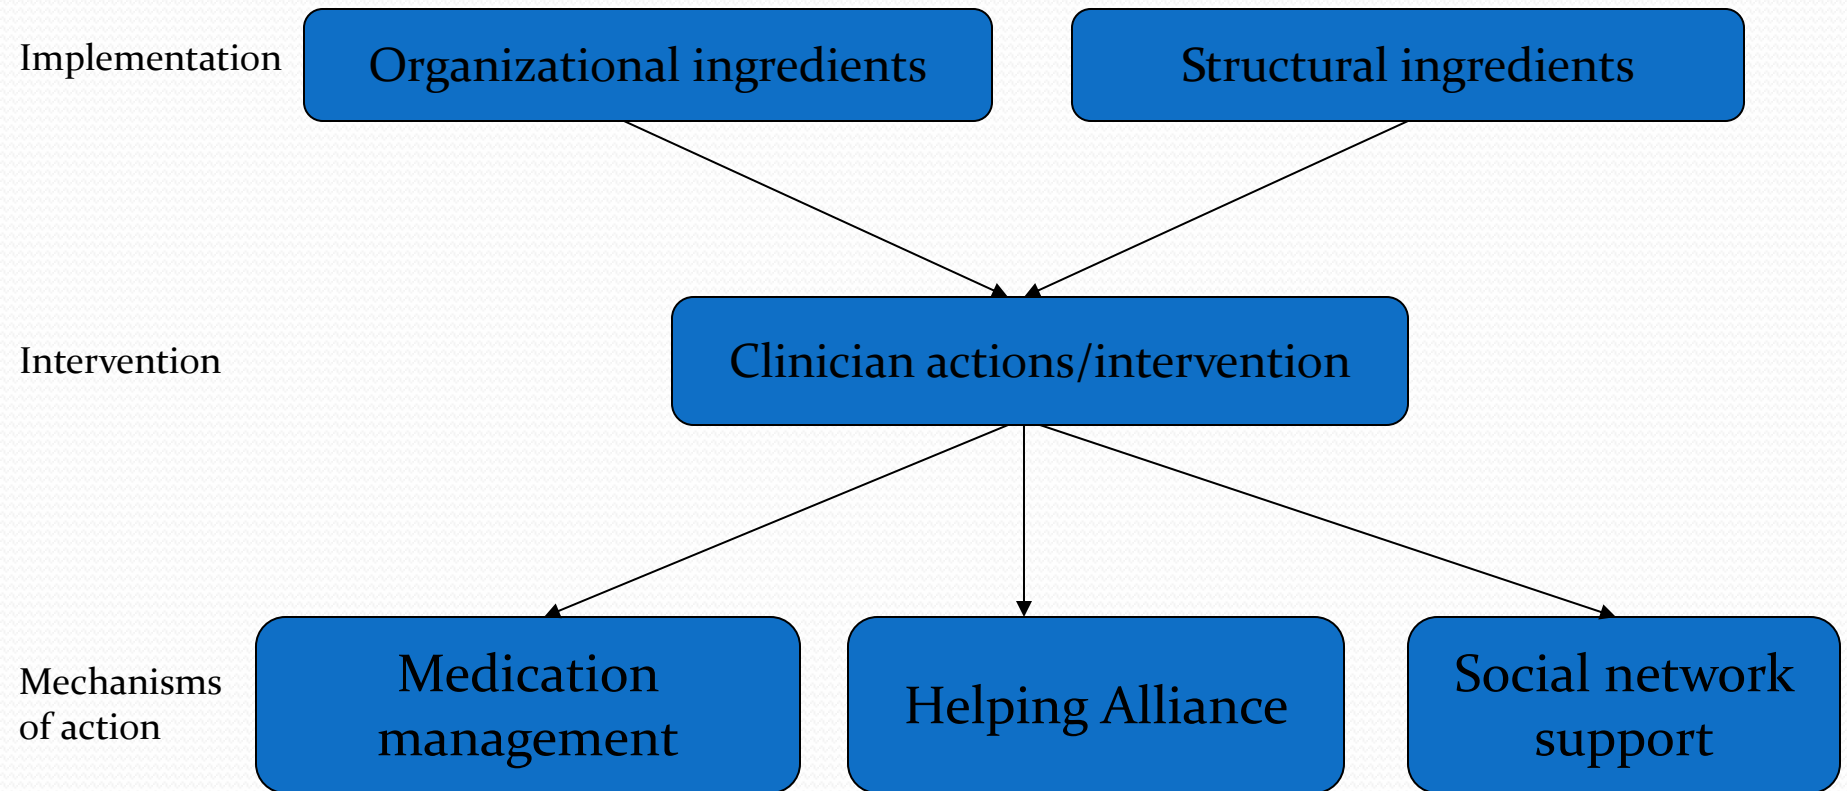 Implementation
Organizational ingredients
Structural ingredients
Intervention
Clinician actions/intervention
Mechanisms
of action
Medication
management
Helping Alliance
Social network
support